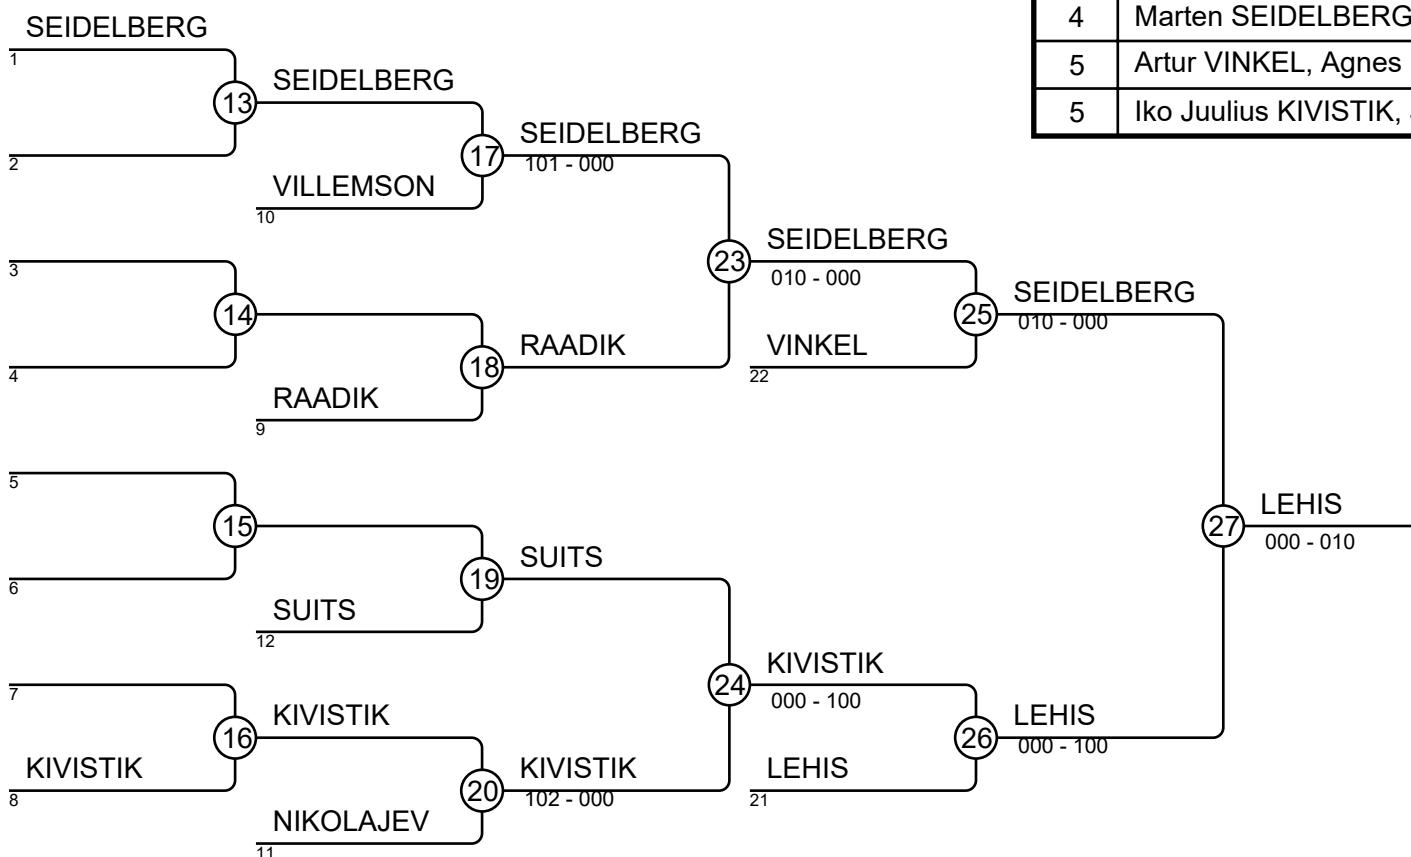 SEIDELBERG
4 Marten SEIDELBERG
1
5 Artur VINKEL, Agnes
13
SEIDELBERG
5 Iko Juulius KIVISTIK,
SEIDELBERG
2
17
101 - 000
VILLEMSON
10
3
SEIDELBERG
23
010 - 000
14
SEIDELBERG
25
010 - 000
4
18
RAADIK
VINKEL
22
RAADIK
9
5
LEHIS
15
27
000 - 010
SUITS
6
19
SUITS
12
7
KIVISTIK
24
000 - 100
16
KIVISTIK
LEHIS
26
000 - 100
KIVISTIK
8
20
KIVISTIK
102 - 000
LEHIS
21
NIKOLAJEV
11